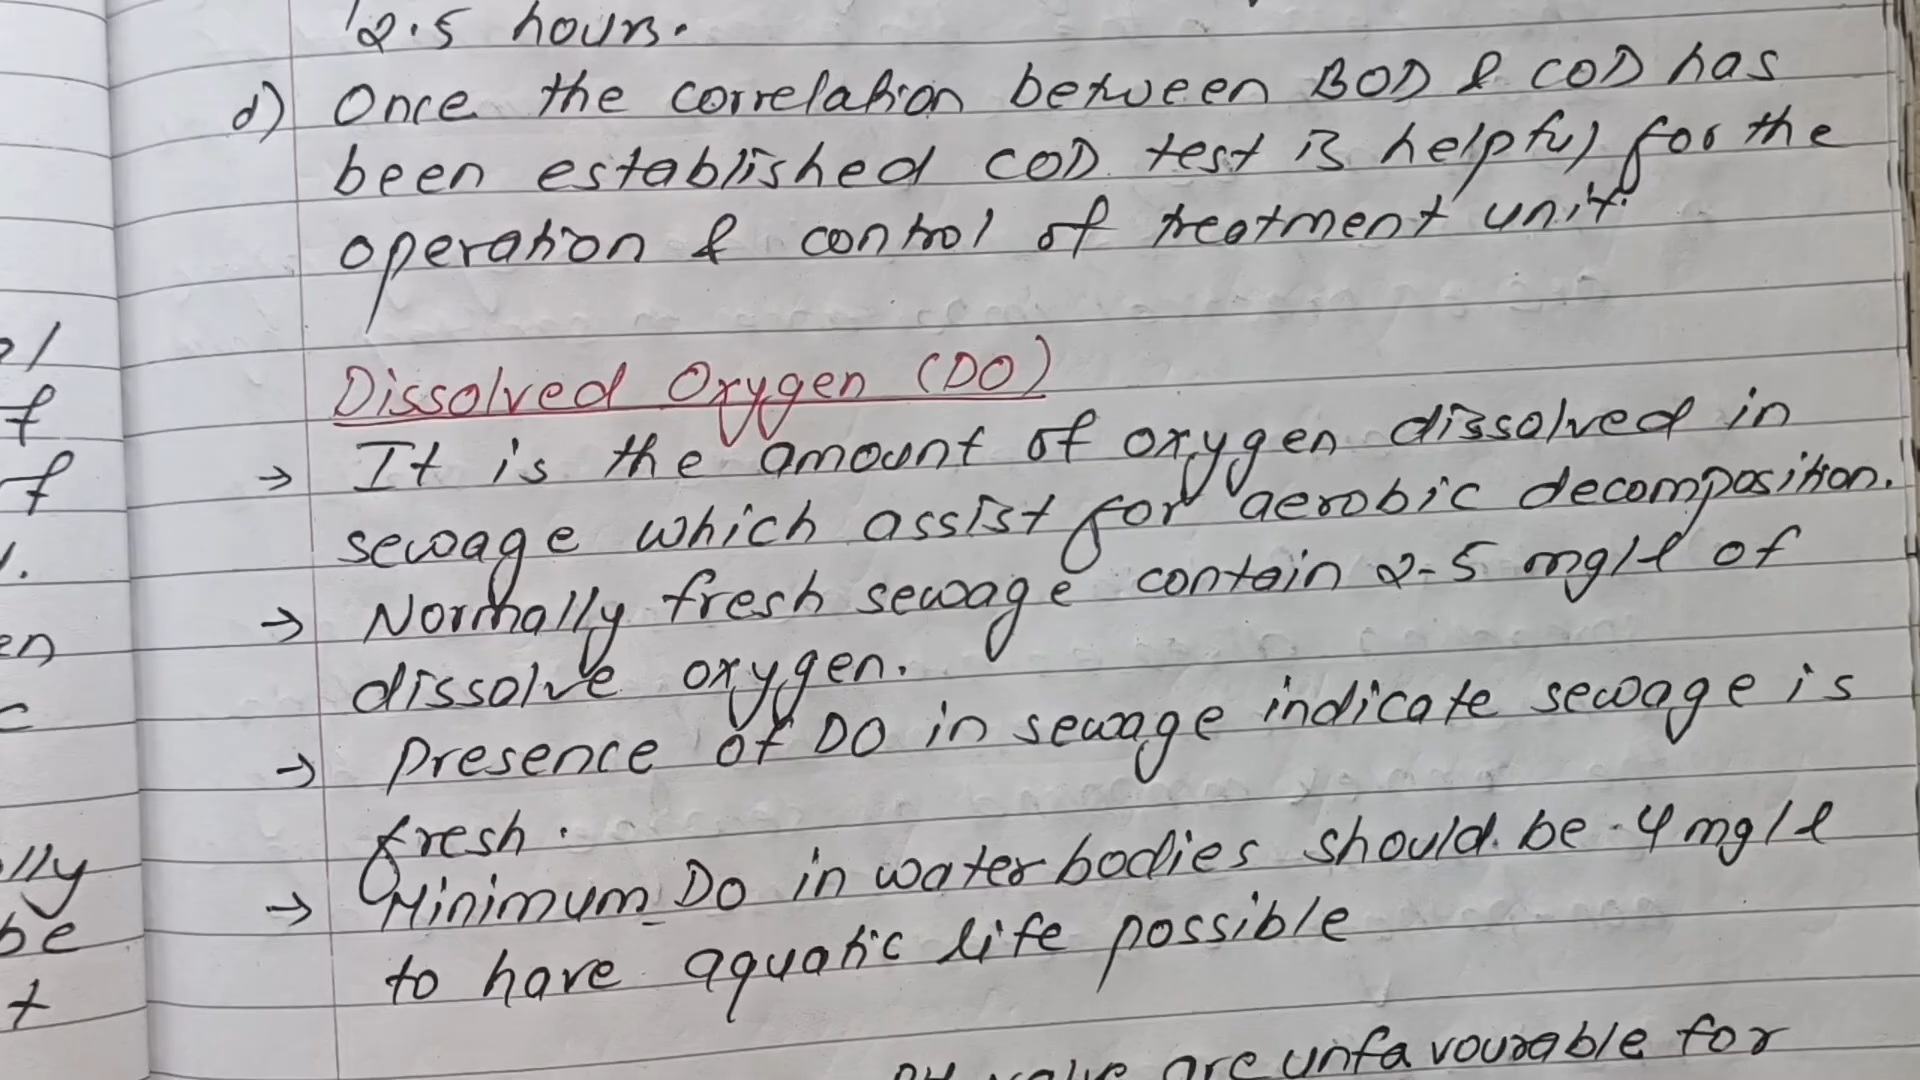 2.5 hours.
d) Once the correlation between BOD & COD has
been established COD test is helpful for the
operation & control of treatment unit.
Dissolved Oxygen (DO)
→ It is the amount of oxygen dissolved in
sewage which assist for aerobic decomposition.
→ Normally fresh sewage contain 2-5 mg/l of
dissolve oxygen.
→ Presence of DO in sewage indicate sewage is
fresh.
→ Minimum DO in water bodies should be 4 mg/l
to have aquatic life possible
value are unfavourable for